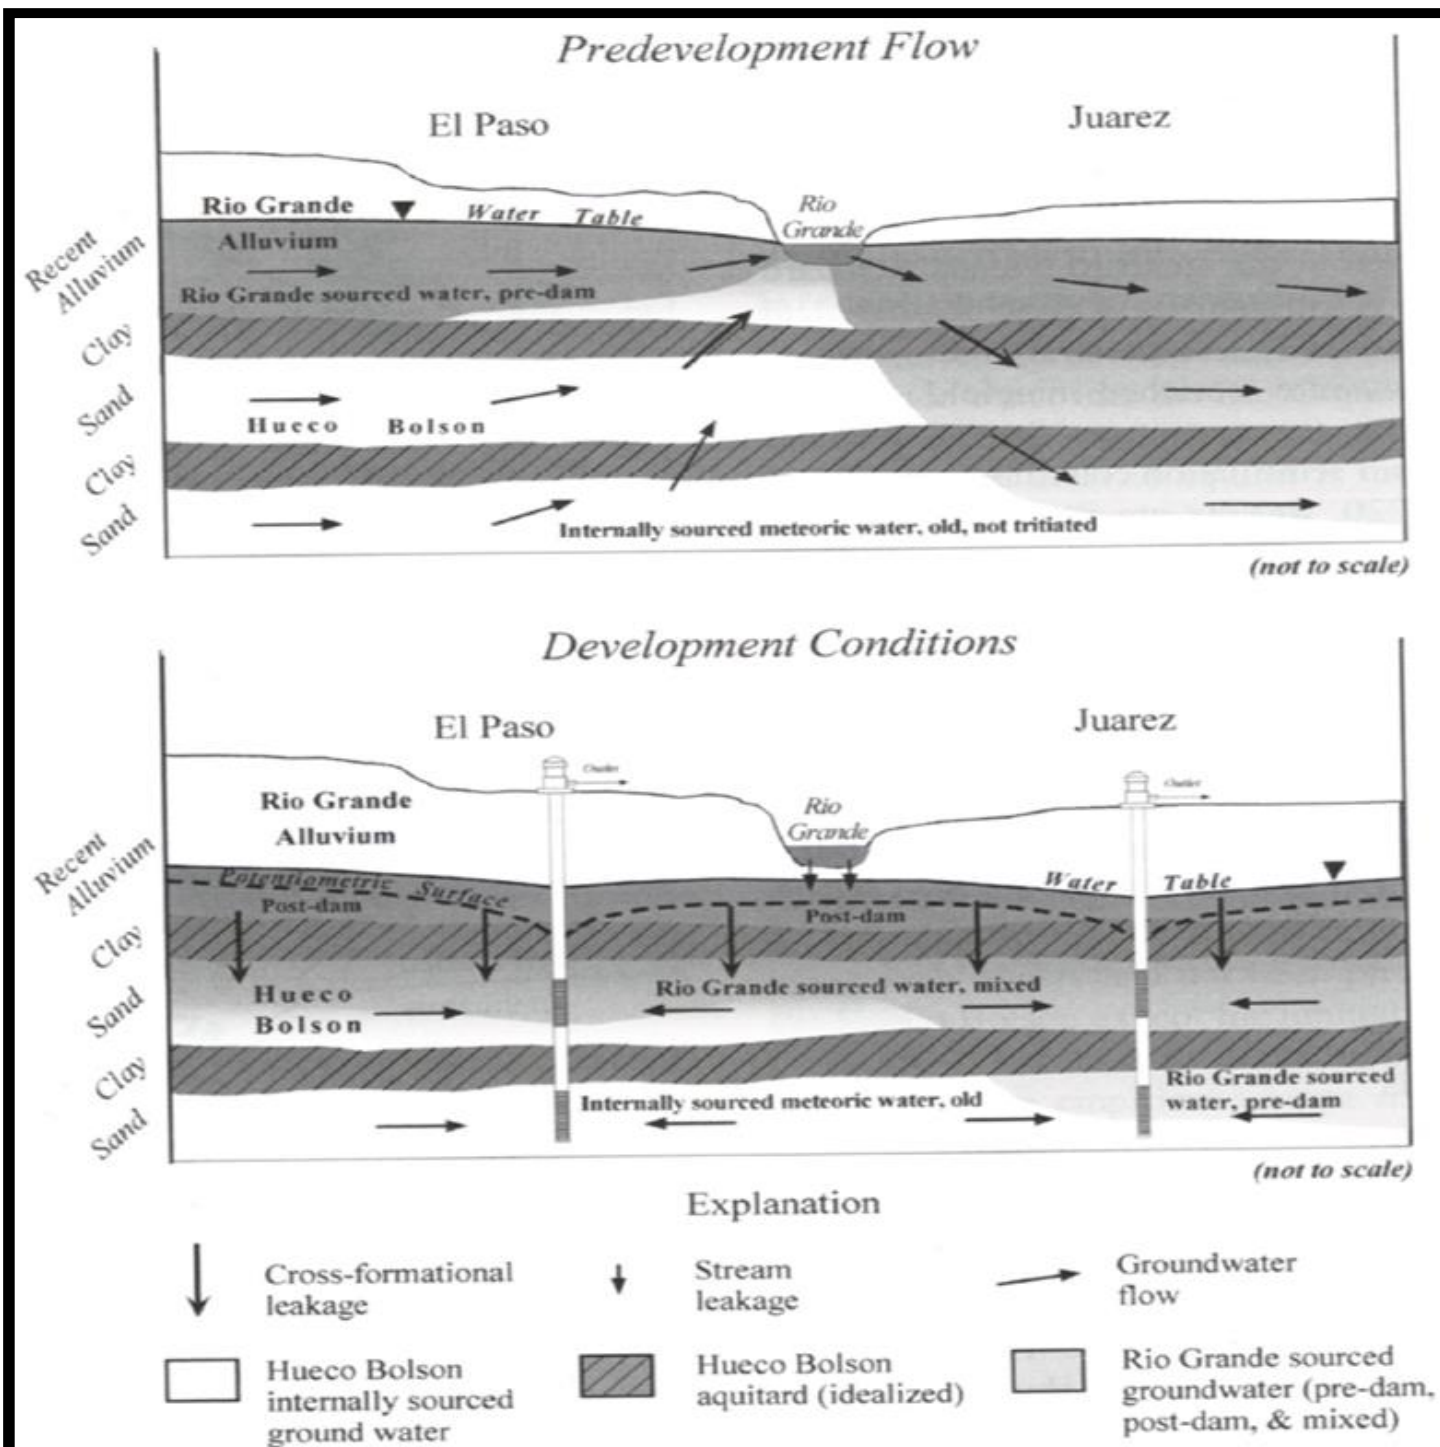 Predevelopment Flow
El Paso
Juarez
Rio Grande
Alluvium
Water Table
Rio
Grande
Recent
Alluvium
Rio Grande sourced water, pre-dam
Clay
Sand
Hueco Bolson
Clay
Sand
Internally sourced meteoric water, old, not tritiated
(not to scale)
Development Conditions
El Paso
Juarez
Outlet
Outlet
Rio Grande
Alluvium
Rio
Grande
Recent
Alluvium
Potentiometric Surface
Water Table
Post-dam
Post-dam
Clay
Sand
Hueco
Bolson
Rio Grande sourced water, mixed
Clay
Sand
Internally sourced meteoric water, old
Rio Grande sourced
water, pre-dam
(not to scale)
Explanation
Cross-formational
leakage
Stream
leakage
Groundwater
flow
Hueco Bolson
internally sourced
ground water
Hueco Bolson
aquitard (idealized)
Rio Grande sourced
groundwater (pre-dam,
post-dam, & mixed)